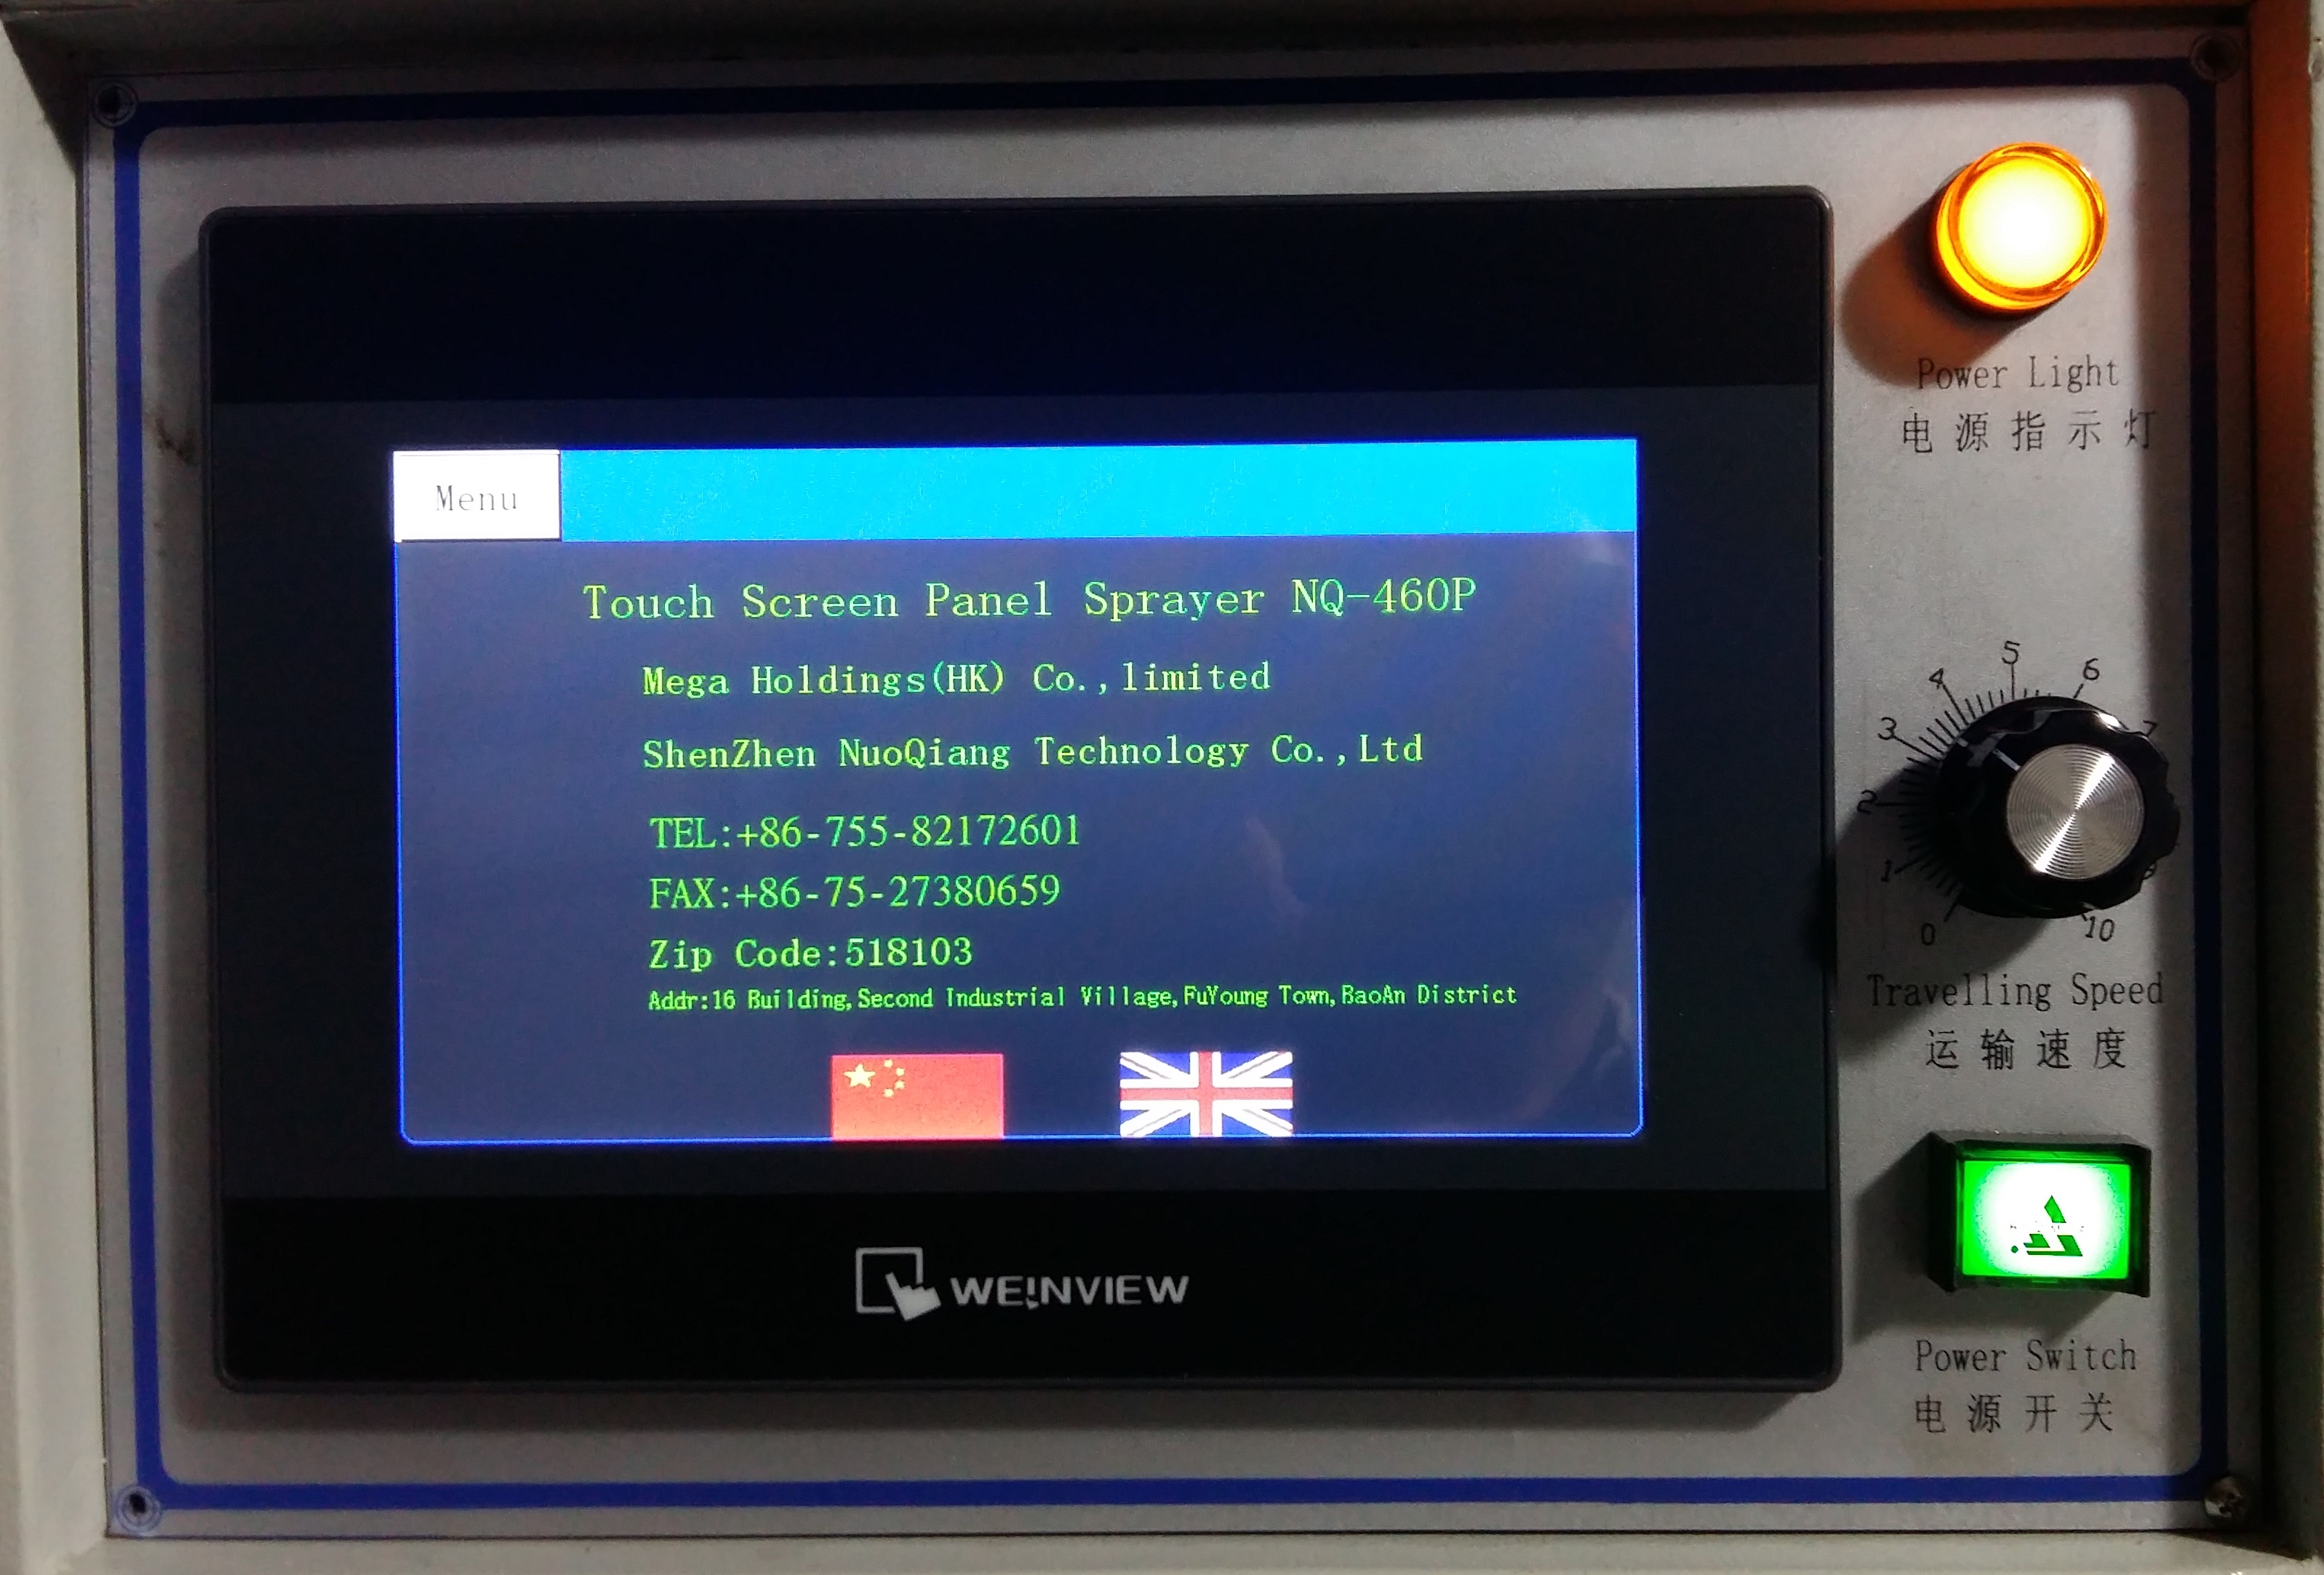 Menu
Touch Screen Panel Sprayer NQ-460P
Mega Holdings(HK) Co.,limited
ShenZhen NuoQiang Technology Co.,Ltd
TEL:+86-755-82172601
FAX:+86-75-27380659
Zip Code:518103
Addr:16 Building,Second Industrial Village,FuYoung Town,BaoAn District
WEINVIEW
Power Light
电源指示灯
0
1
2
3
4
5
6
7
10
Travelling Speed
运输速度
Power Switch
电源开关